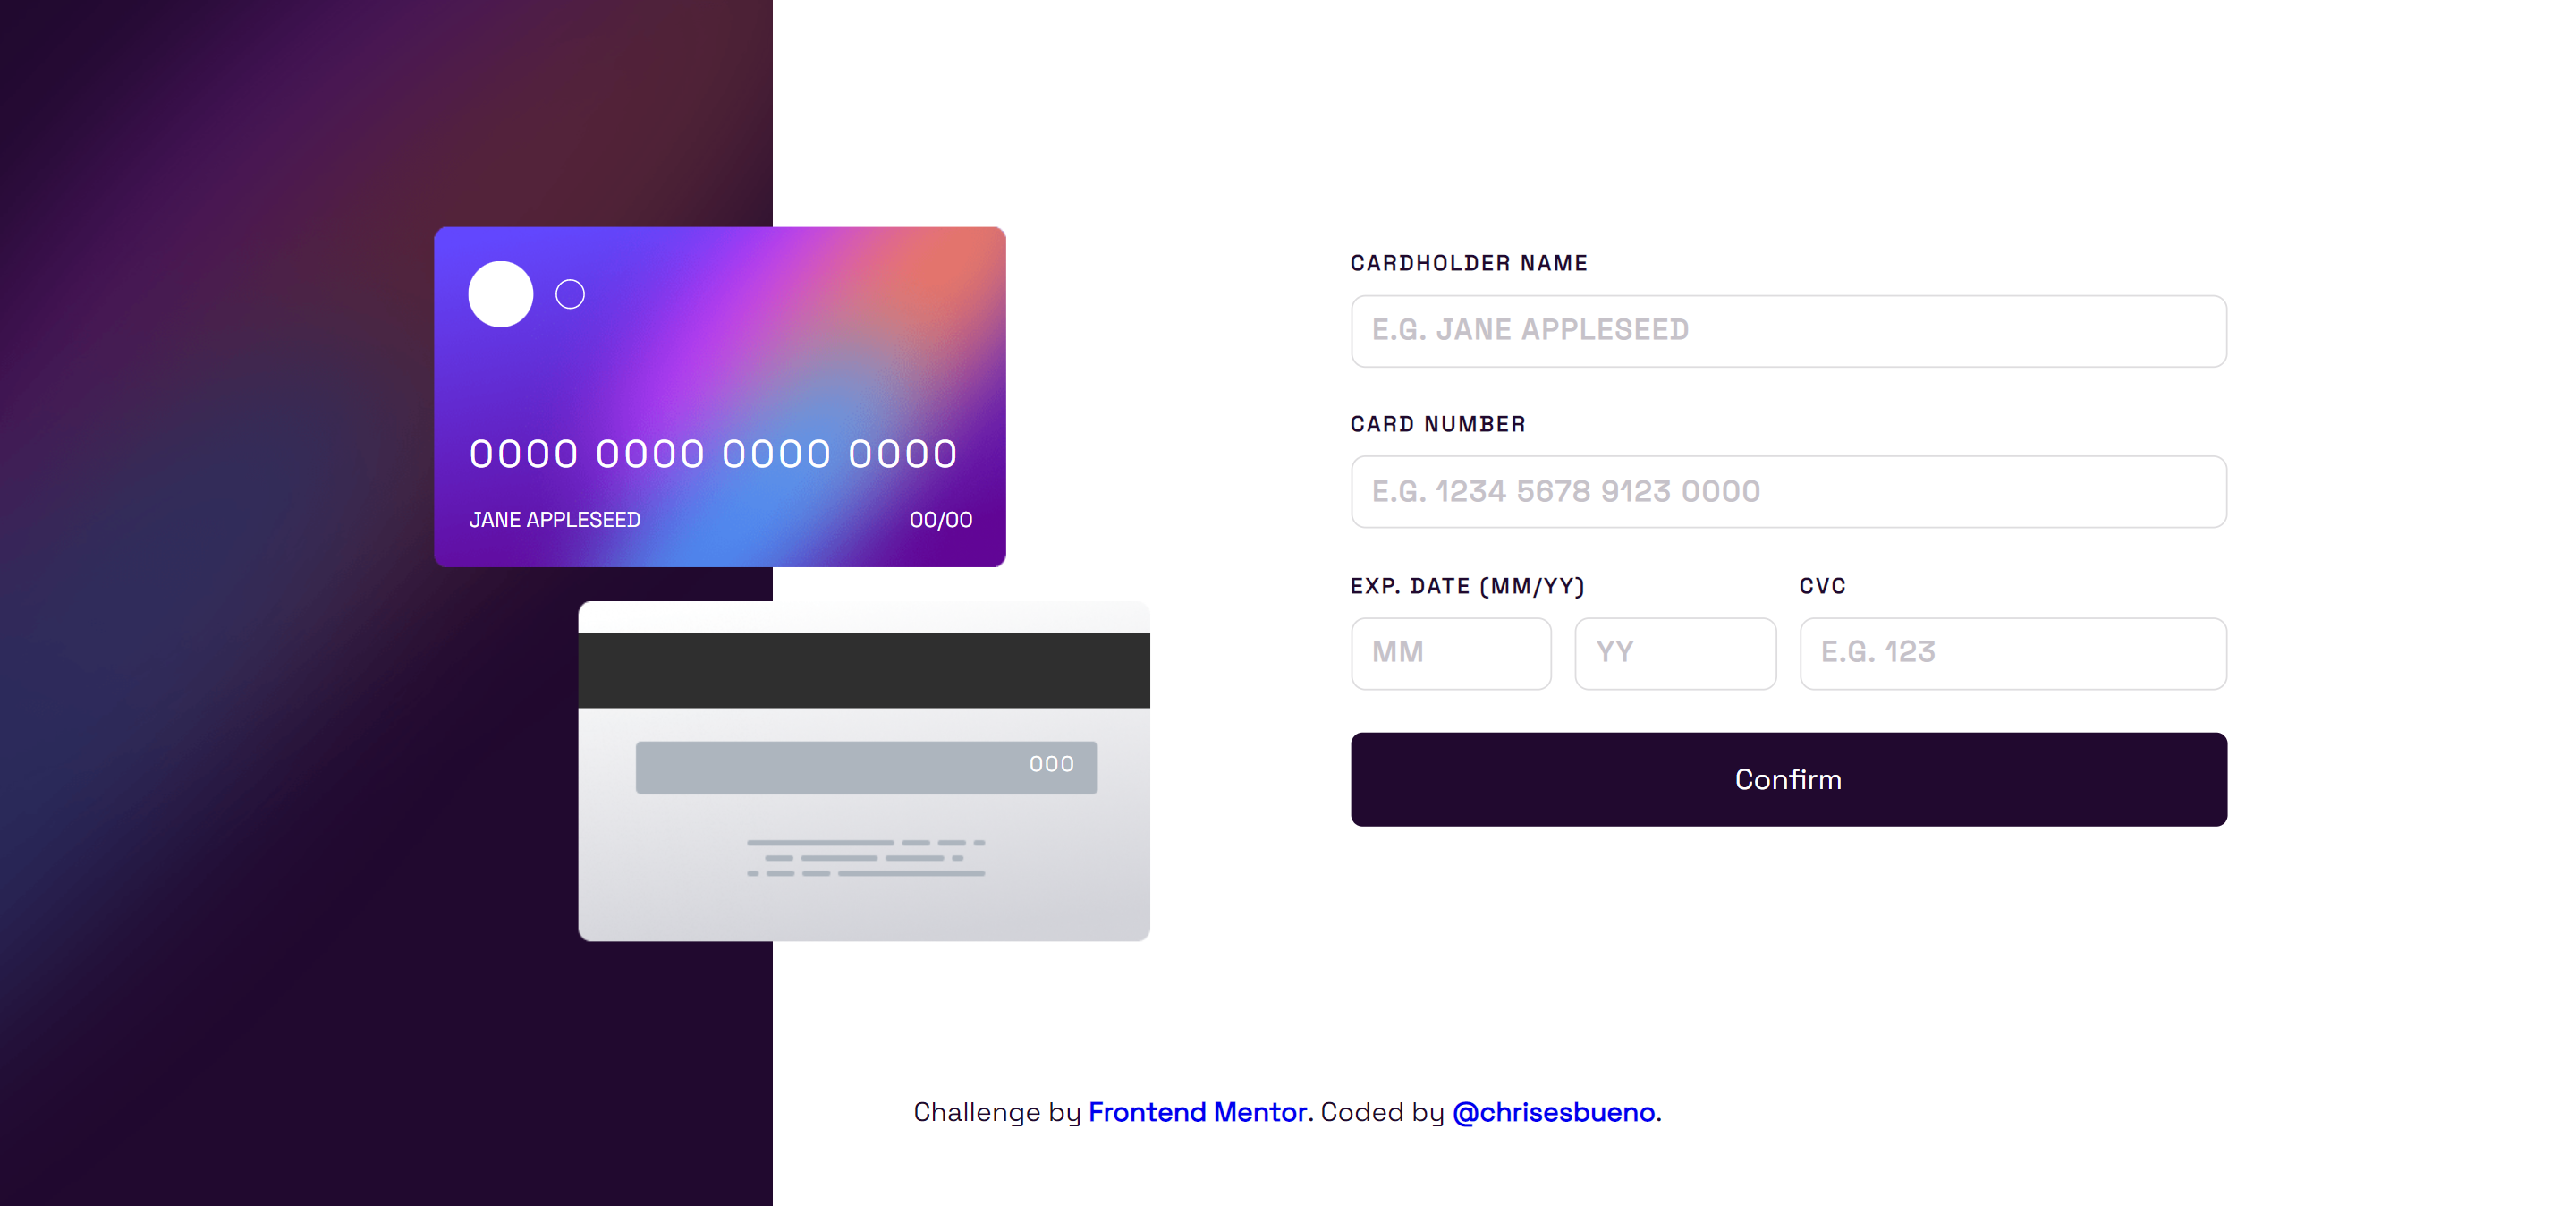 0000 0000 0000 0000
JANE APPLESEED 00/00
000
CARDHOLDER NAME
E.G. JANE APPLESEED
CARD NUMBER
E.G. 1234 5678 9123 0000
EXP. DATE (MM/YY) CVC
MM YY E.G. 123
Confirm
Challenge by Frontend Mentor. Coded by @chrisesbueno.